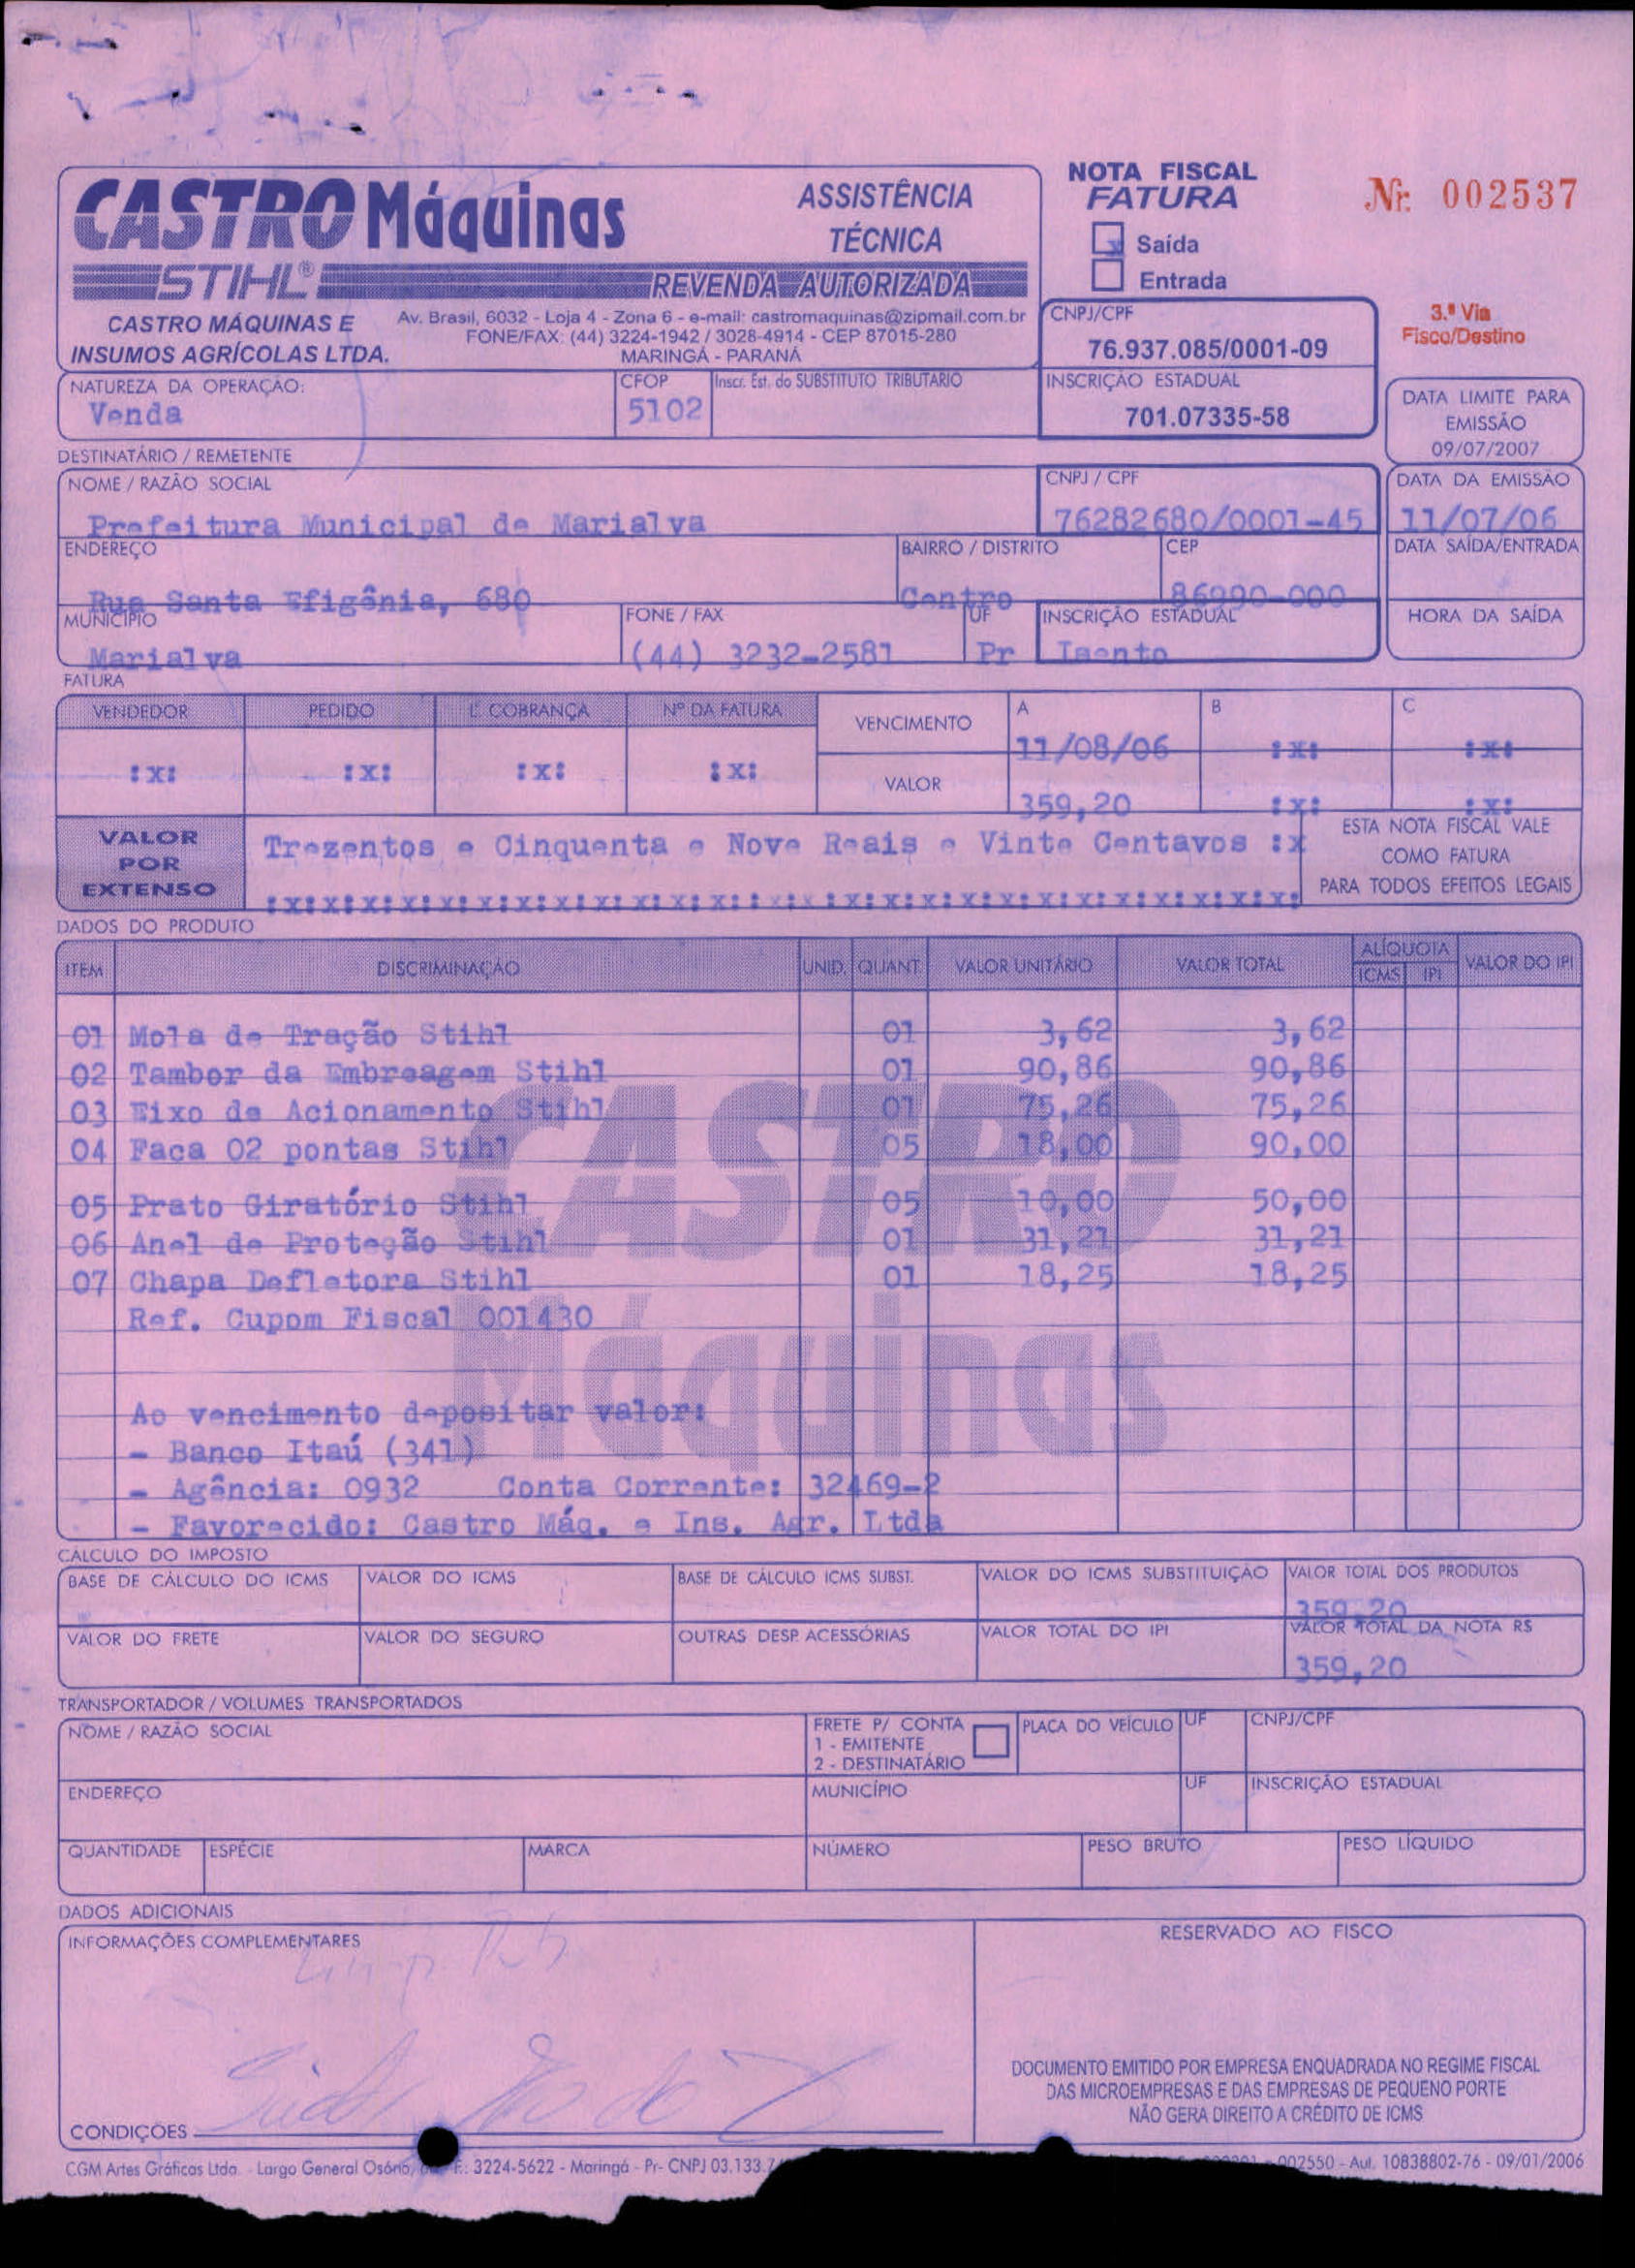 CASTRO Máquinas
ASSISTÊNCIA
TÉCNICA
STIHL®
REVENDA AUTORIZADA
CASTRO MÁQUINAS E
INSUMOS AGRÍCOLAS LTDA.
Av. Brasil, 6032 - Loja 4 - Zona 6 - e-mail: castromaquinas@zipmail.com.br
FONE/FAX: (44) 3224-1942 / 3028-4914 - CEP 87015-280
MARINGÁ - PARANÁ
NOTA FISCAL
FATURA
x Saída
Entrada
Nr. 002537
3.ª Via
Fisco/Destino
CNPJ/CPF
76.937.085/0001-09
NATUREZA DA OPERAÇÃO:
Venda
CFOP
5102
Inscr. Est. do SUBSTITUTO TRIBUTÁRIO
INSCRIÇÃO ESTADUAL
701.07335-58
DATA LIMITE PARA
EMISSÃO
09/07/2007
DESTINATÁRIO / REMETENTE
NOME / RAZÃO SOCIAL
Prefeitura Municipal de Marialva
CNPJ / CPF
76282680/0001-45
DATA DA EMISSÃO
11/07/06
ENDEREÇO
Rua Santa Efigênia, 680
BAIRRO / DISTRITO
Centro
CEP
86990-000
DATA SAÍDA/ENTRADA
MUNICÍPIO
Marialva
FONE / FAX
(44) 3232-2581
UF
Pr
INSCRIÇÃO ESTADUAL
Isento
HORA DA SAÍDA
FATURA
VENDEDOR PEDIDO L. COBRANÇA Nº DA FATURA
:x: :x: :x: :x:
VENCIMENTO
A 11/08/06
B :x:
C :x:
VALOR
359,20 :x: :x:
VALOR
POR
EXTENSO
Trezentos e Cinquenta e Nove Reais e Vinte Centavos :x
:x:x:x:x:x:x:x:x:x:x:x:x::x:x:x:x:x:x:x:x:x:x:x:x:x:x:
ESTA NOTA FISCAL VALE
COMO FATURA
PARA TODOS EFEITOS LEGAIS
DADOS DO PRODUTO
ITEM DISCRIMINAÇÃO UNID. QUANT. VALOR UNITÁRIO VALOR TOTAL ALÍQUOTA ICMS IPI VALOR DO IPI
01 Mola de Tração Stihl 01 3,62 3,62
02 Tambor da Embreagem Stihl 01 90,86 90,86
03 Eixo de Acionamento Stihl 01 75,26 75,26
04 Faca 02 pontas Stihl 05 18,00 90,00
05 Prato Giratório Stihl 05 10,00 50,00
06 Anel de Proteção Stihl 01 31,21 31,21
07 Chapa Defletora Stihl 01 18,25 18,25
Ref. Cupom Fiscal 001430
CASTRO
Máquinas
Ao vencimento depositar valor:
- Banco Itaú (341)
- Agência: 0932 Conta Corrente: 32469-2
- Favorecido: Castro Máq. e Ins. Agr. Ltda
CÁLCULO DO IMPOSTO
BASE DE CÁLCULO DO ICMS
VALOR DO ICMS
BASE DE CÁLCULO ICMS SUBST.
VALOR DO ICMS SUBSTITUIÇÃO
VALOR TOTAL DOS PRODUTOS
359,20
VALOR DO FRETE
VALOR DO SEGURO
OUTRAS DESP. ACESSÓRIAS
VALOR TOTAL DO IPI
VALOR TOTAL DA NOTA R$
359,20
TRANSPORTADOR / VOLUMES TRANSPORTADOS
NOME / RAZÃO SOCIAL
FRETE P/ CONTA
1 - EMITENTE
2 - DESTINATÁRIO
PLACA DO VEÍCULO
UF
CNPJ/CPF
ENDEREÇO
MUNICÍPIO
UF
INSCRIÇÃO ESTADUAL
QUANTIDADE
ESPÉCIE
MARCA
NÚMERO
PESO BRUTO
PESO LÍQUIDO
DADOS ADICIONAIS
INFORMAÇÕES COMPLEMENTARES
RESERVADO AO FISCO
DOCUMENTO EMITIDO POR EMPRESA ENQUADRADA NO REGIME FISCAL
DAS MICROEMPRESAS E DAS EMPRESAS DE PEQUENO PORTE
NÃO GERA DIREITO A CRÉDITO DE ICMS
CONDIÇÕES
CGM Artes Gráficas Ltda. - Largo General Osório, F.: 3224-5622 - Maringá - Pr- CNPJ 03.133. 002550 - Aut. 10838802-76 - 09/01/2006